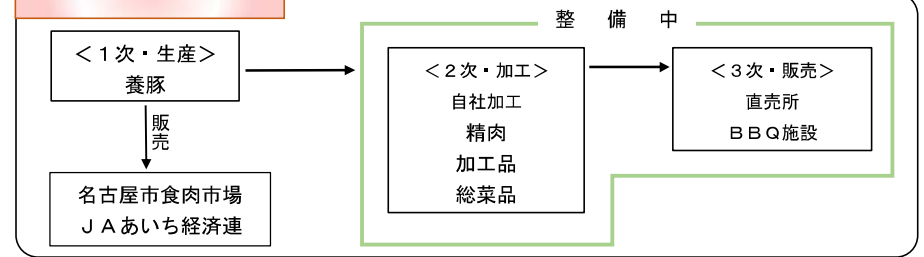 整備中
＜１次・生産＞
養豚
販売
名古屋市食肉市場
ＪＡあいち経済連
＜２次・加工＞
自社加工
精肉
加工品
総菜品
＜３次・販売＞
直売所
ＢＢＱ施設